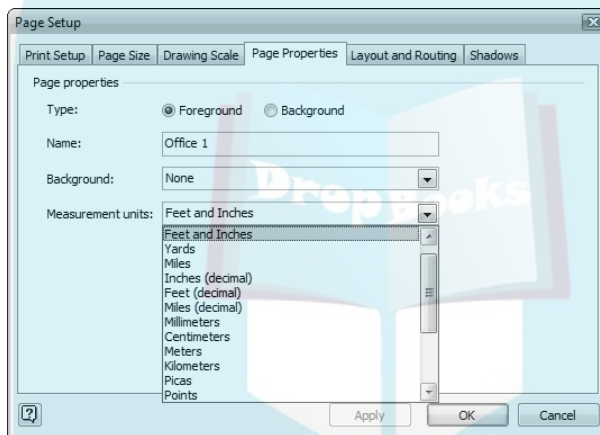 Page Setup
Print Setup Page Size Drawing Scale Page Properties Layout and Routing Shadows
Page properties
Type: Foreground Background
Name: Office 1
Background: None
Measurement units: Feet and Inches
Feet and Inches
Yards
Miles
Inches (decimal)
Feet (decimal)
Miles (decimal)
Millimeters
Centimeters
Meters
Kilometers
Picas
Points
Apply OK Cancel
DropBooks